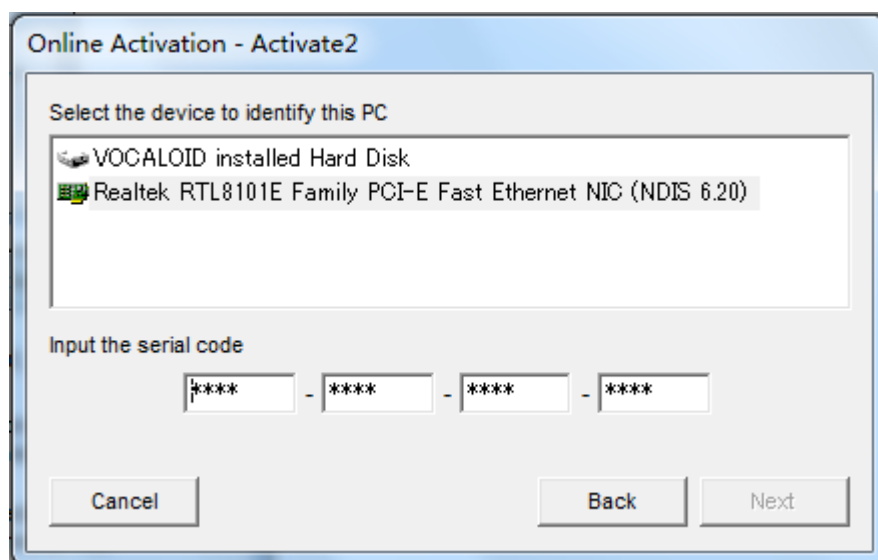 Online Activation - Activate2
Select the device to identify this PC
VOCALOID installed Hard Disk
Realtek RTL8101E Family PCI-E Fast Ethernet NIC (NDIS 6.20)
Input the serial code
**** - **** - **** - ****
Cancel Back Next